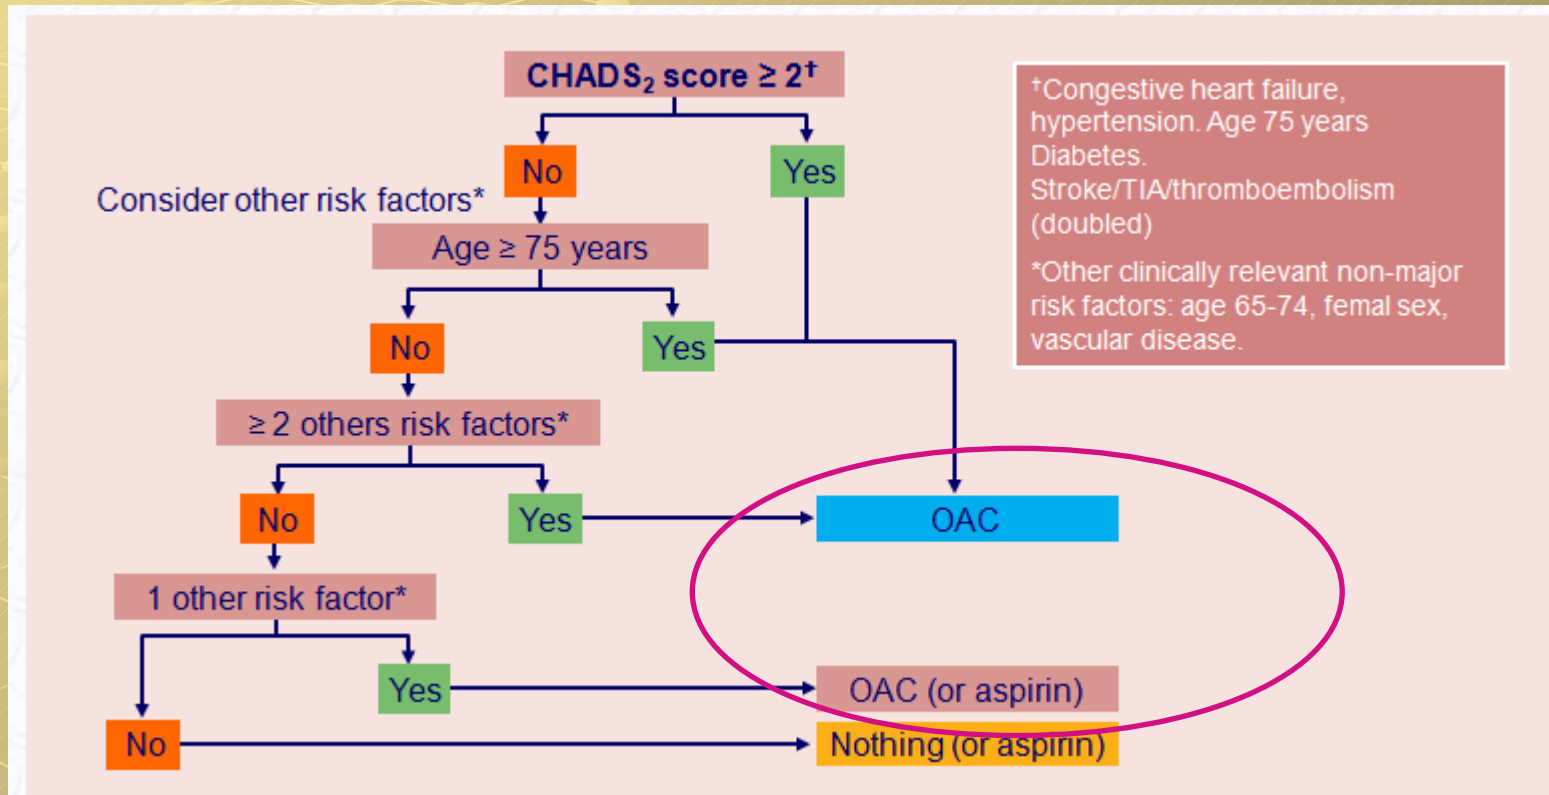 CHADS₂ score ≥ 2†
†Congestive heart failure,
hypertension. Age 75 years
Diabetes.
Stroke/TIA/thromboembolism
(doubled)
*Other clinically relevant non-major
risk factors: age 65-74, femal sex,
vascular disease.
No
Yes
Consider other risk factors*
Age ≥ 75 years
No
Yes
≥ 2 others risk factors*
No
Yes
OAC
1 other risk factor*
Yes
OAC (or aspirin)
No
Nothing (or aspirin)